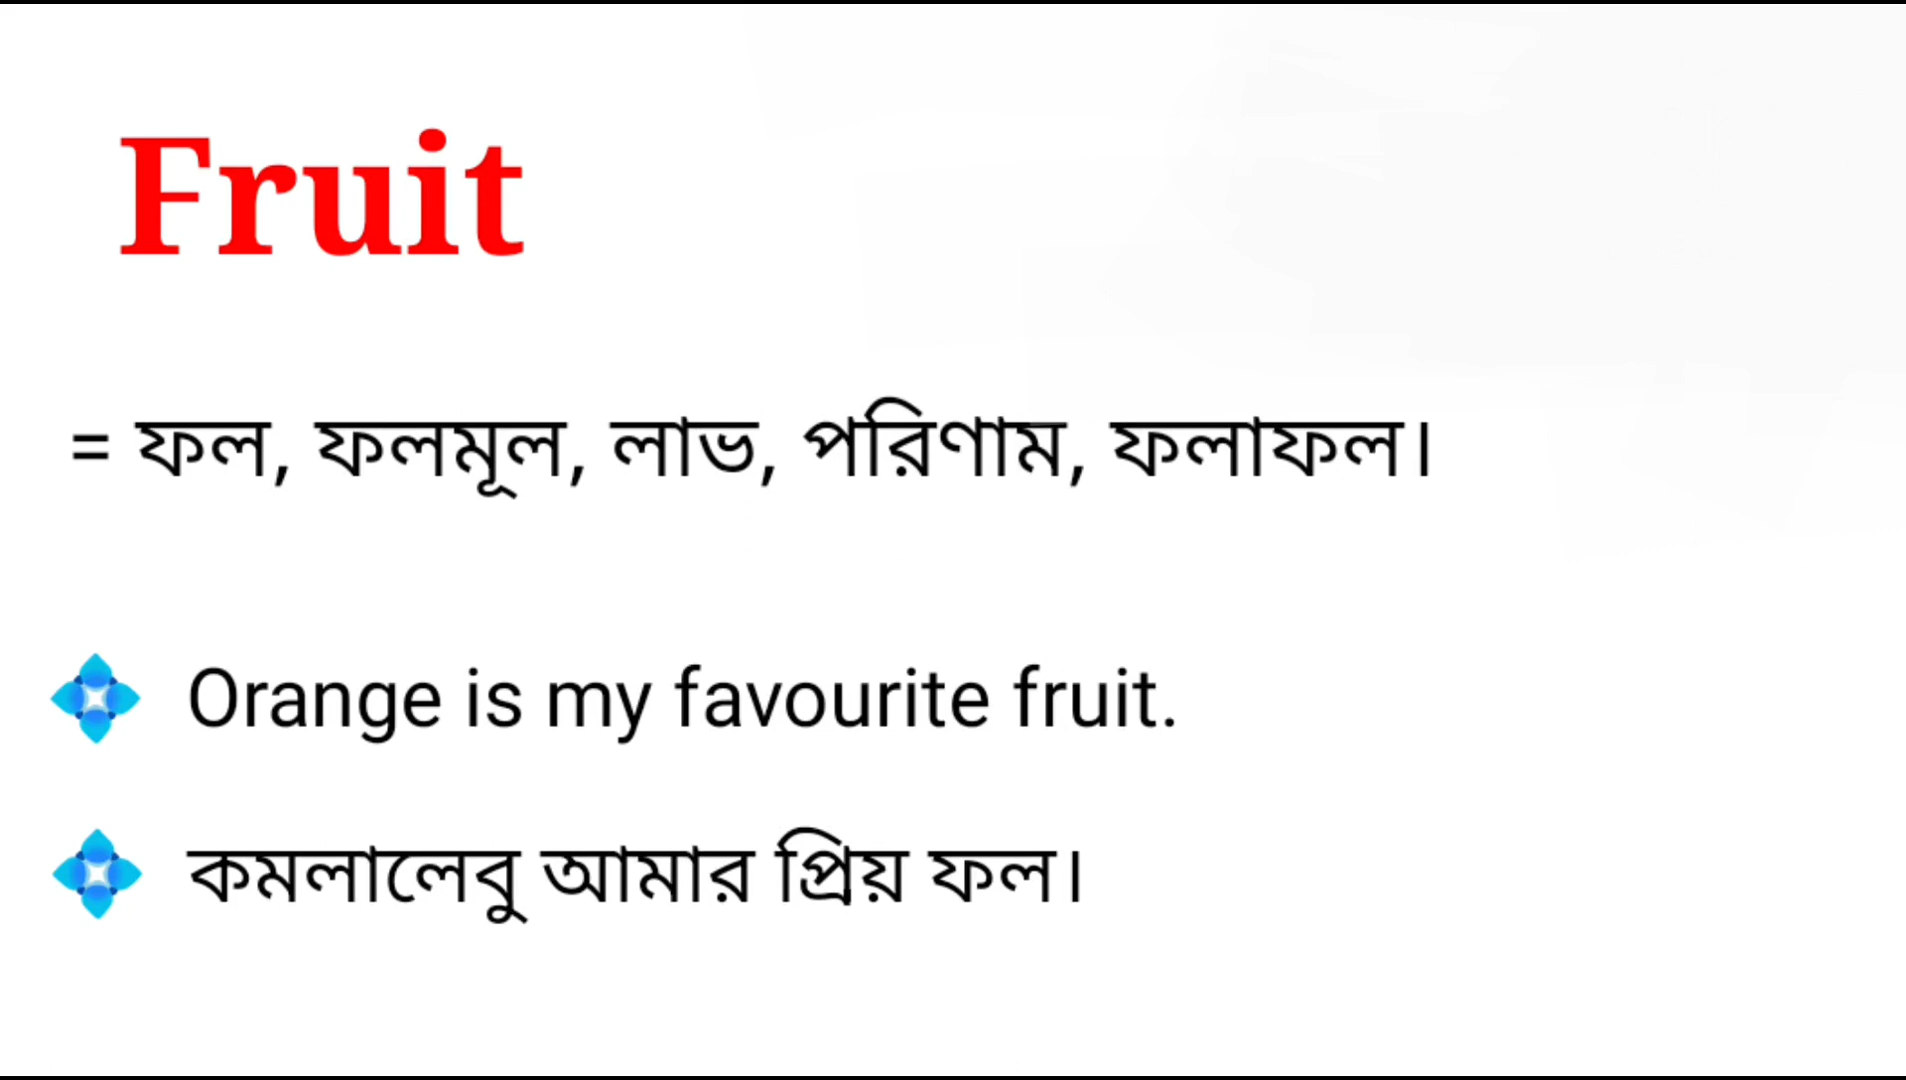 Fruit
= ফল, ফলমূল, লাভ, পরিণাম, ফলাফল।
Orange is my favourite fruit.
কমলালেবু আমার প্রিয় ফল।